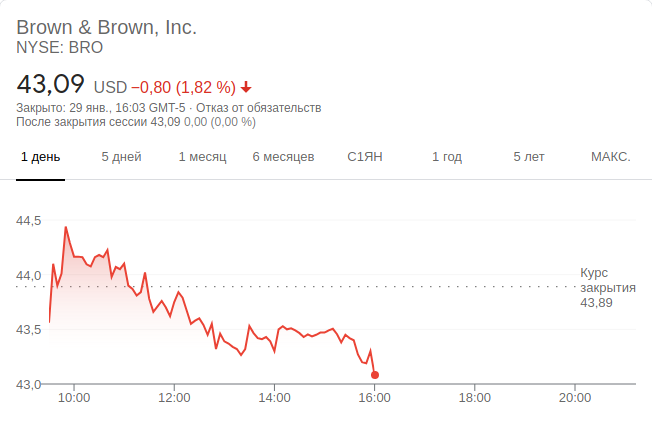 Brown & Brown, Inc.
NYSE: BRO
43,09 USD −0,80 (1,82 %)
Закрыто: 29 янв., 16:03 GMT-5 · Отказ от обязательств
После закрытия сессии 43,09 0,00 (0,00 %)
1 день 5 дней 1 месяц 6 месяцев С1ЯН 1 год 5 лет МАКС.
44,5
44,0
Курс
закрытия
43,89
43,5
43,0
10:00 12:00 14:00 16:00 18:00 20:00